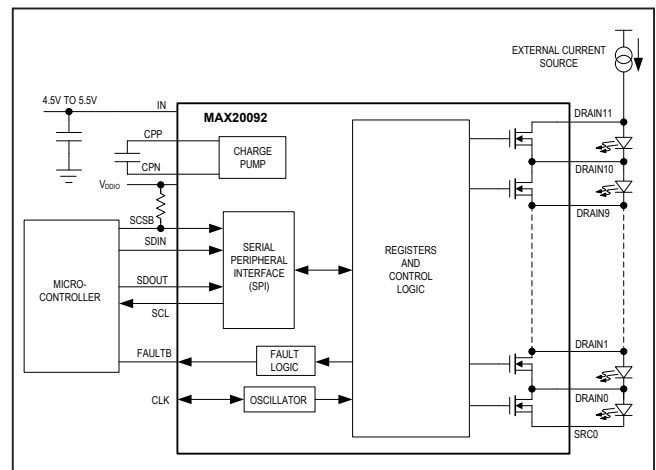 EXTERNAL CURRENT
SOURCE
4.5V TO 5.5V
IN
MAX20092
DRAIN11
CPP
CHARGE
PUMP
CPN
DRAIN10
VDDIO
DRAIN9
SCSB
SDIN
SERIAL
PERIPHERAL
INTERFACE
(SPI)
REGISTERS
AND
CONTROL
LOGIC
MICRO-
CONTROLLER
SDOUT
SCL
FAULTB
FAULT
LOGIC
DRAIN1
CLK
OSCILLATOR
DRAIN0
SRC0